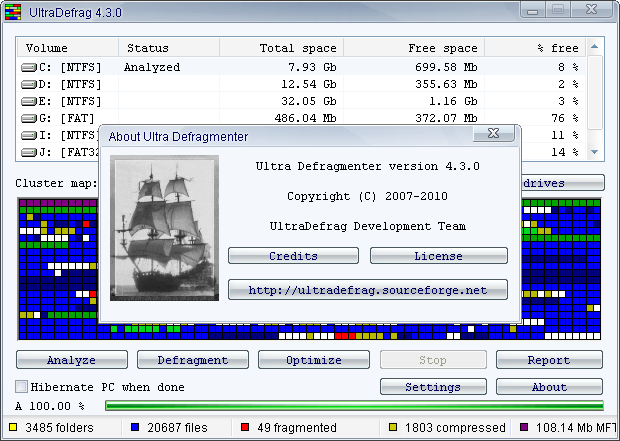 UltraDefrag 4.3.0
Volume Status Total space Free space % free
C: [NTFS] Analyzed 7.93 Gb 699.58 Mb 8 %
D: [NTFS] 12.54 Gb 355.63 Mb 2 %
E: [NTFS] 32.05 Gb 1.16 Gb 3 %
G: [FAT] 486.04 Mb 372.07 Mb 76 %
I: [NTFS] 11 %
J: [FAT32 14 %
About Ultra Defragmenter
Ultra Defragmenter version 4.3.0
Copyright (C) 2007-2010
UltraDefrag Development Team
Credits License
http://ultradefrag.sourceforge.net
Cluster map: drives
Analyze Defragment Optimize Stop Report
Hibernate PC when done Settings About
A 100.00 %
3485 folders 20687 files 49 fragmented 1803 compressed 108.14 Mb MFT